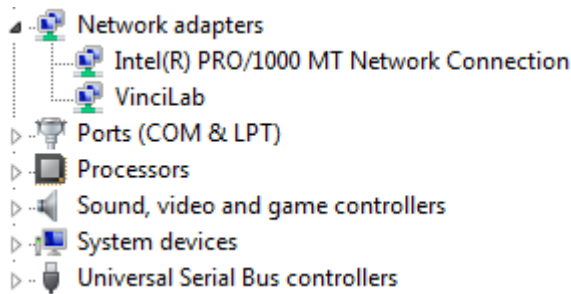 Network adapters
Intel(R) PRO/1000 MT Network Connection
VinciLab
Ports (COM & LPT)
Processors
Sound, video and game controllers
System devices
Universal Serial Bus controllers